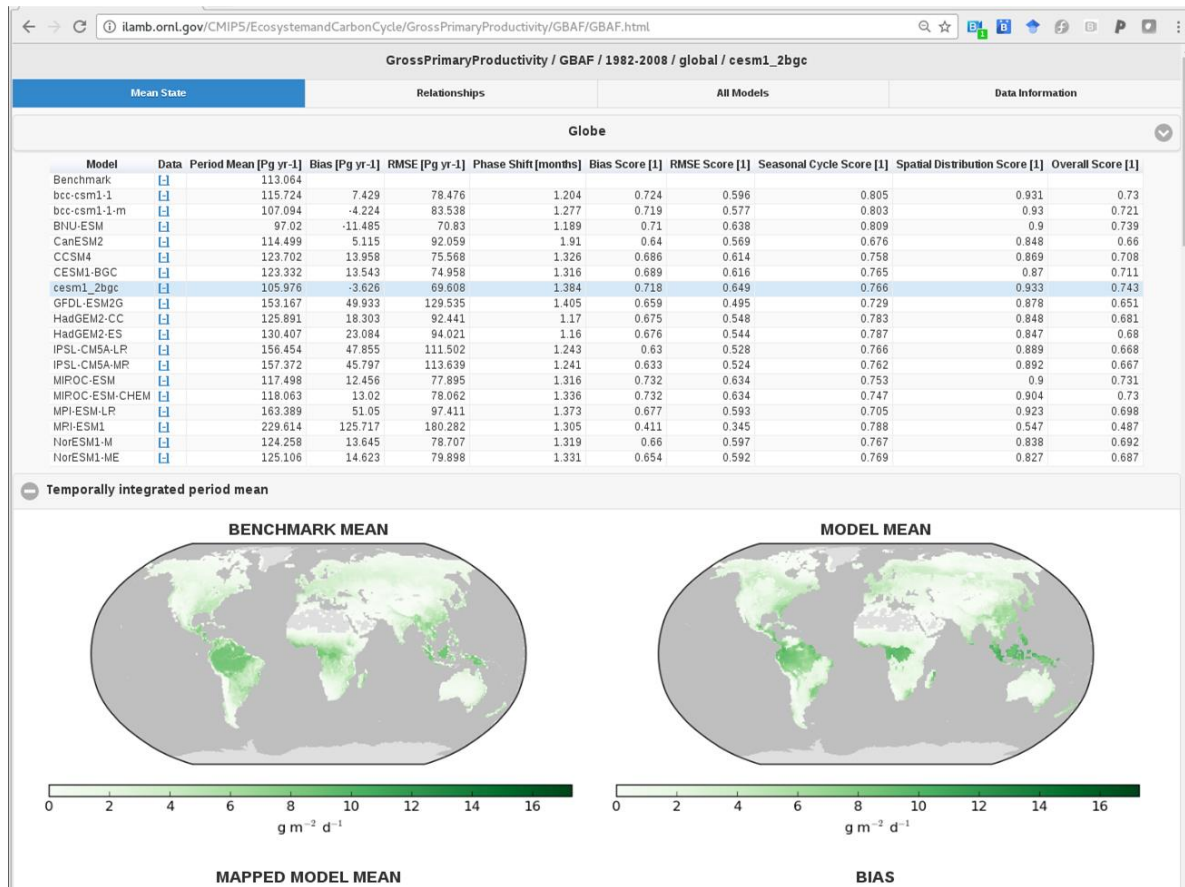 ilamb.ornl.gov/CMIP5/EcosystemandCarbonCycle/GrossPrimaryProductivity/GBAF/GBAF.html
GrossPrimaryProductivity / GBAF / 1982-2008 / global / cesm1_2bgc
Mean State Relationships All Models Data Information
Globe
Model Data Period Mean [Pg yr-1] Bias [Pg yr-1] RMSE [Pg yr-1] Phase Shift [months] Bias Score [1] RMSE Score [1] Seasonal Cycle Score [1] Spatial Distribution Score [1] Overall Score [1]
Benchmark [-] 113.064
bcc-csm1-1 [-] 115.724 7.429 78.476 1.204 0.724 0.596 0.805 0.931 0.73
bcc-csm1-1-m [-] 107.094 -4.224 83.538 1.277 0.719 0.577 0.803 0.93 0.721
BNU-ESM [-] 97.02 -11.485 70.83 1.189 0.71 0.638 0.809 0.9 0.739
CanESM2 [-] 114.499 5.115 92.059 1.91 0.64 0.569 0.676 0.848 0.66
CCSM4 [-] 123.702 13.958 75.568 1.326 0.686 0.614 0.758 0.869 0.708
CESM1-BGC [-] 123.332 13.543 74.958 1.316 0.689 0.616 0.765 0.87 0.711
cesm1_2bgc [-] 105.976 -3.626 69.608 1.384 0.718 0.649 0.766 0.933 0.743
GFDL-ESM2G [-] 153.167 49.933 129.535 1.405 0.659 0.495 0.729 0.878 0.651
HadGEM2-CC [-] 125.891 18.303 92.441 1.17 0.675 0.548 0.783 0.848 0.681
HadGEM2-ES [-] 130.407 23.084 94.021 1.16 0.676 0.544 0.787 0.847 0.68
IPSL-CM5A-LR [-] 156.454 47.855 111.502 1.243 0.63 0.528 0.766 0.889 0.668
IPSL-CM5A-MR [-] 157.372 45.797 113.639 1.241 0.633 0.524 0.762 0.892 0.667
MIROC-ESM [-] 117.498 12.456 77.895 1.316 0.732 0.634 0.753 0.9 0.731
MIROC-ESM-CHEM [-] 118.063 13.02 78.062 1.336 0.732 0.634 0.747 0.904 0.73
MPI-ESM-LR [-] 163.389 51.05 97.411 1.373 0.677 0.593 0.705 0.923 0.698
MRI-ESM1 [-] 229.614 125.717 180.282 1.305 0.411 0.345 0.788 0.547 0.487
NorESM1-M [-] 124.258 13.645 78.707 1.319 0.66 0.597 0.767 0.838 0.692
NorESM1-ME [-] 125.106 14.623 79.898 1.331 0.654 0.592 0.769 0.827 0.687
Temporally integrated period mean
BENCHMARK MEAN MODEL MEAN
0 2 4 6 8 10 12 14 16 0 2 4 6 8 10 12 14 16
g m⁻² d⁻¹ g m⁻² d⁻¹
MAPPED MODEL MEAN BIAS